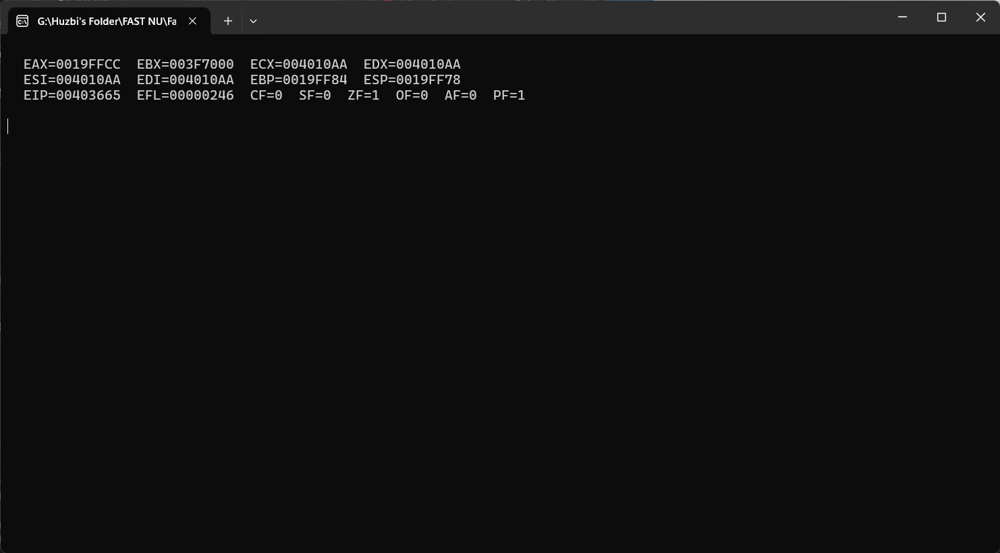 G:\Huzbi's Folder\FAST NU\Fa
EAX=0019FFCC  EBX=003F7000  ECX=004010AA  EDX=004010AA
ESI=004010AA  EDI=004010AA  EBP=0019FF84  ESP=0019FF78
EIP=00403665  EFL=00000246  CF=0  SF=0  ZF=1  OF=0  AF=0  PF=1